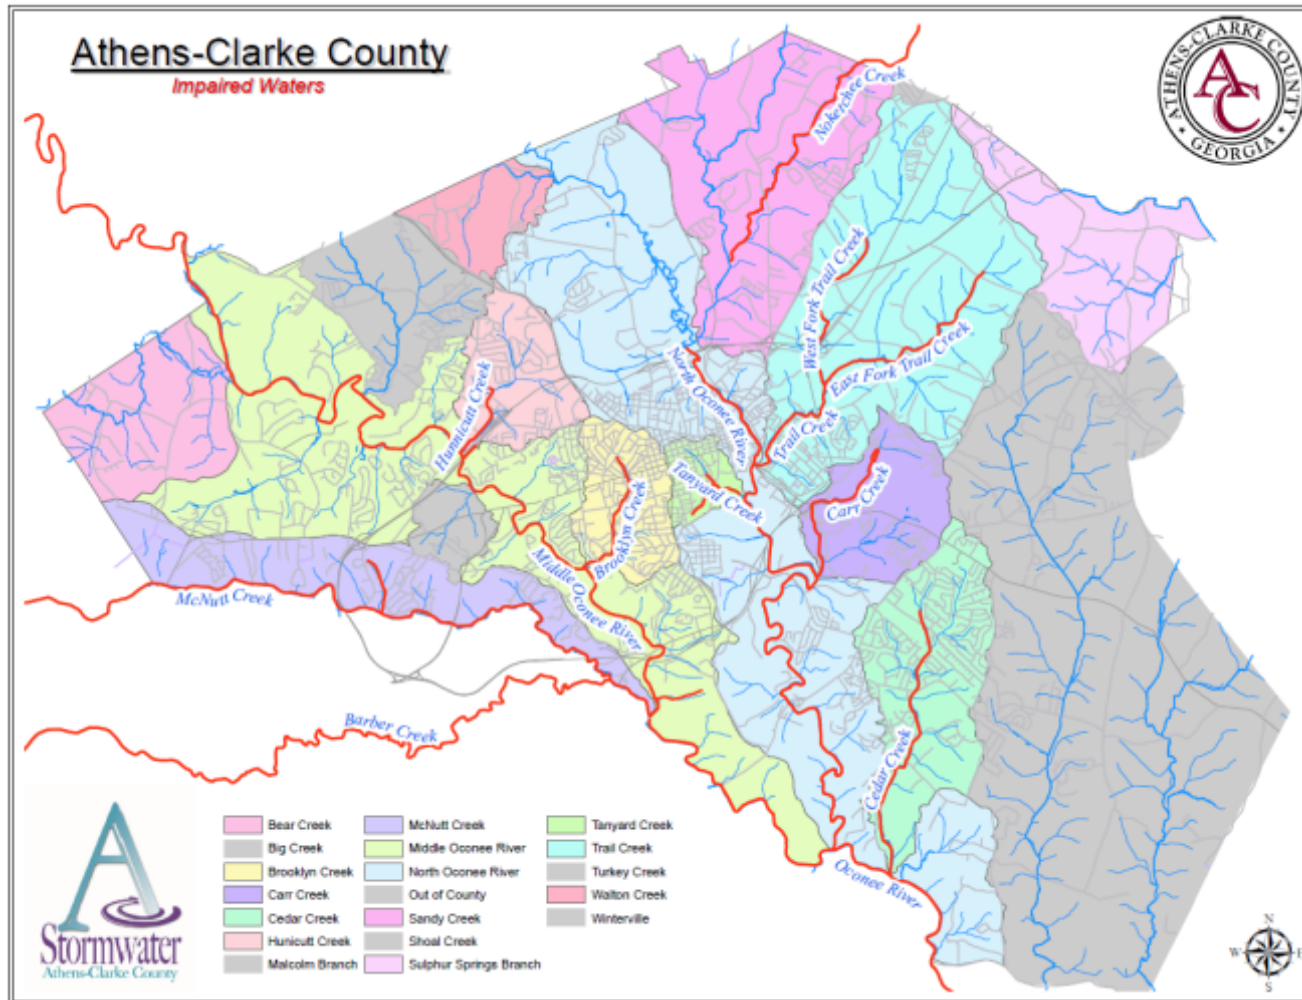 Athens-Clarke County
Impaired Waters
ATHENS-CLARKE COUNTY
AC
GEORGIA
Nokerchee Creek
West Fork Trail Creek
East Fork Trail Creek
North Oconee River
Trail Creek
Hunnicutt Creek
Tanyard Creek
Carr Creek
Brooklyn Creek
Middle Oconee River
McNutt Creek
Barber Creek
Cedar Creek
Oconee River
Bear Creek
Big Creek
Brooklyn Creek
Carr Creek
Cedar Creek
Hunicutt Creek
Malcolm Branch
McNutt Creek
Middle Oconee River
North Oconee River
Out of County
Sandy Creek
Shoal Creek
Sulphur Springs Branch
Tanyard Creek
Trail Creek
Turkey Creek
Walton Creek
Winterville
A
Stormwater
Athens-Clarke County
N
W E
S